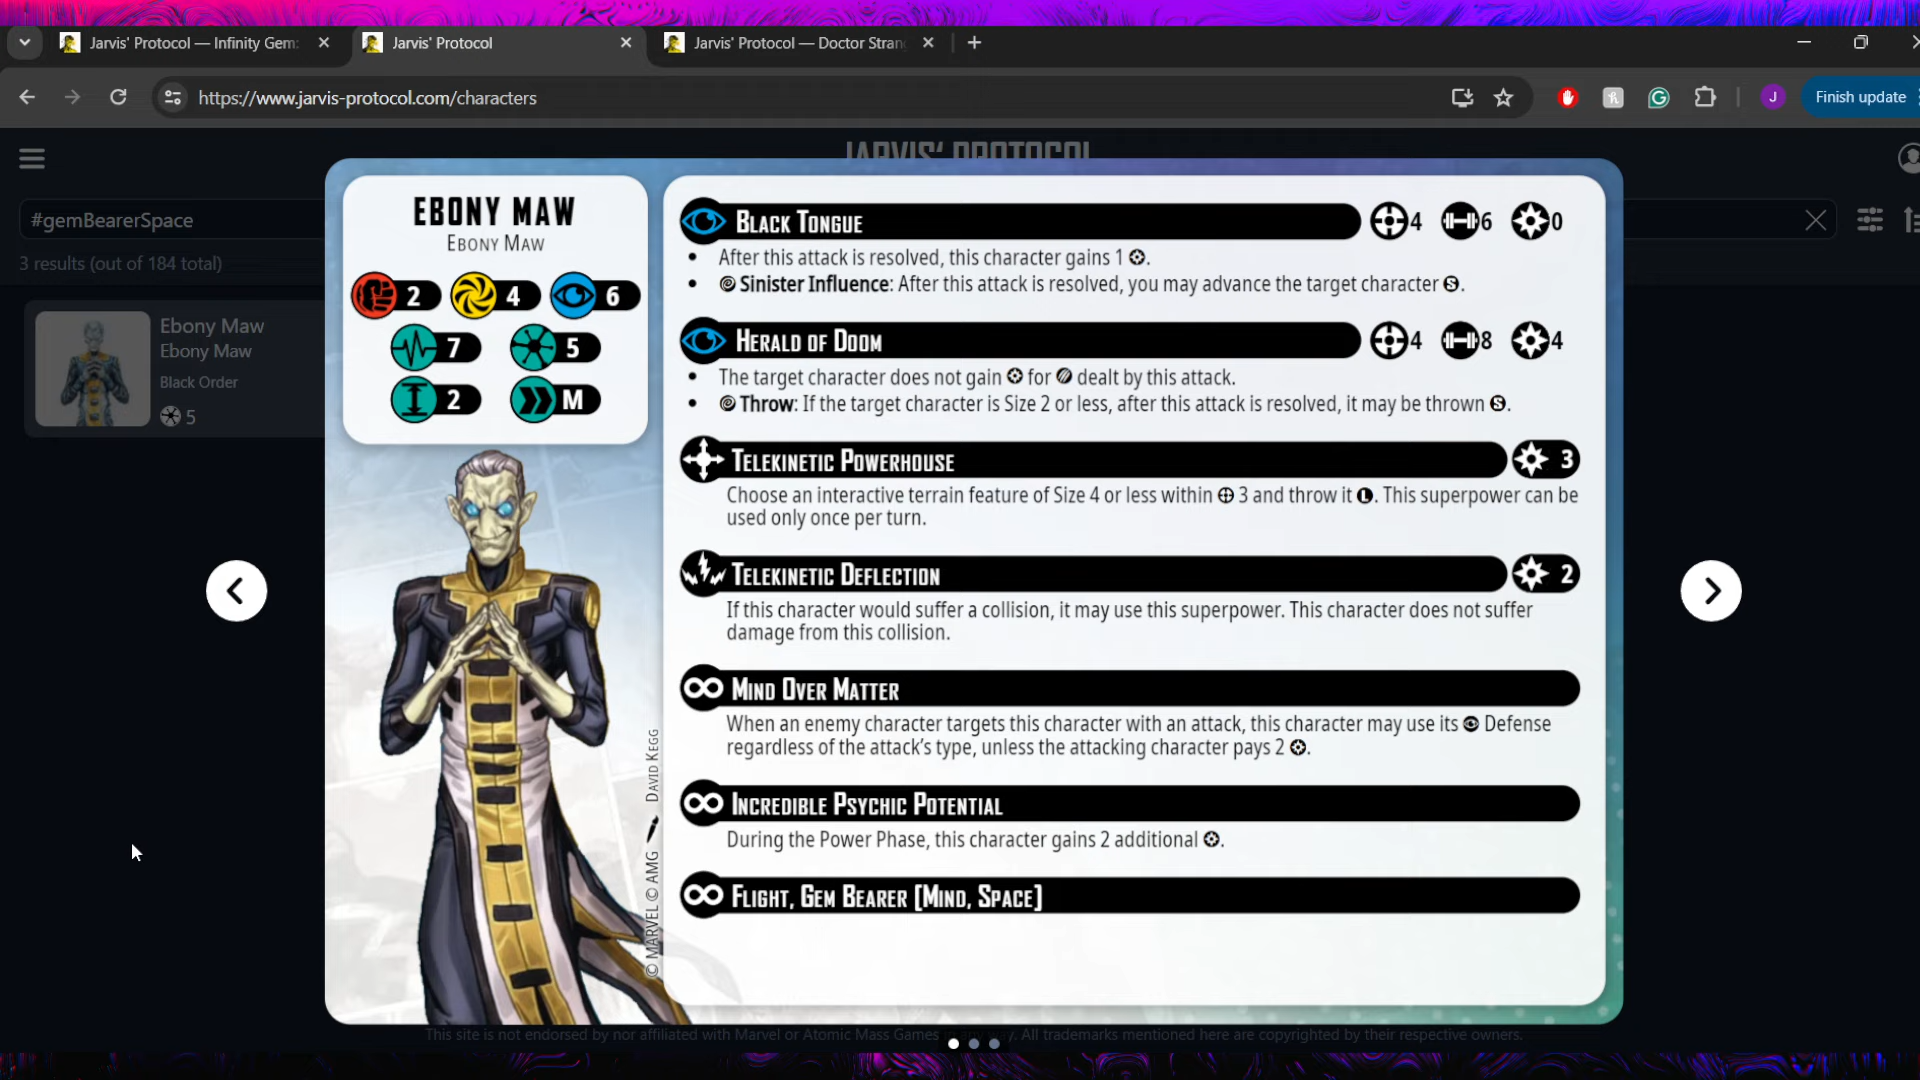 Jarvis' Protocol — Infinity Gem:
Jarvis' Protocol
Jarvis' Protocol — Doctor Stran
https://www.jarvis-protocol.com/characters
J
Finish update
JARVIS' PROTOCOL
#gemBearerSpace
3 results (out of 184 total)
Ebony Maw
Ebony Maw
Black Order
5
EBONY MAW
EBONY MAW
2 4 6
7 5
2 M
BLACK TONGUE 4 6 0
After this attack is resolved, this character gains 1 .
Sinister Influence: After this attack is resolved, you may advance the target character S.
HERALD OF DOOM 4 8 4
The target character does not gain for dealt by this attack.
Throw: If the target character is Size 2 or less, after this attack is resolved, it may be thrown S.
TELEKINETIC POWERHOUSE 3
Choose an interactive terrain feature of Size 4 or less within 3 and throw it L. This superpower can be
used only once per turn.
TELEKINETIC DEFLECTION 2
If this character would suffer a collision, it may use this superpower. This character does not suffer
damage from this collision.
MIND OVER MATTER
When an enemy character targets this character with an attack, this character may use its Defense
regardless of the attack's type, unless the attacking character pays 2 .
INCREDIBLE PSYCHIC POTENTIAL
During the Power Phase, this character gains 2 additional .
FLIGHT, GEM BEARER [MIND, SPACE]
© MARVEL © AMG DAVID KEGG
This site is not endorsed by nor affiliated with Marvel or Atomic Mass Games in any way. All trademarks mentioned here are copyrighted by their respective owners.